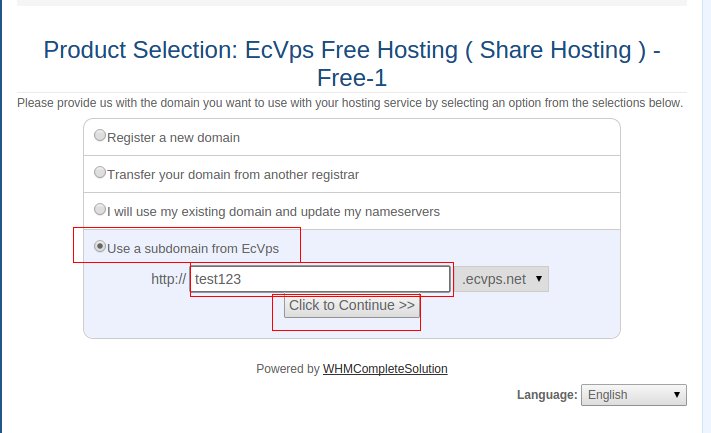 Product Selection: EcVps Free Hosting ( Share Hosting ) -
Free-1
Please provide us with the domain you want to use with your hosting service by selecting an option from the selections below.
Register a new domain
Transfer your domain from another registrar
I will use my existing domain and update my nameservers
Use a subdomain from EcVps
http:// test123 .ecvps.net
Click to Continue >>
Powered by WHMCompleteSolution
Language: English